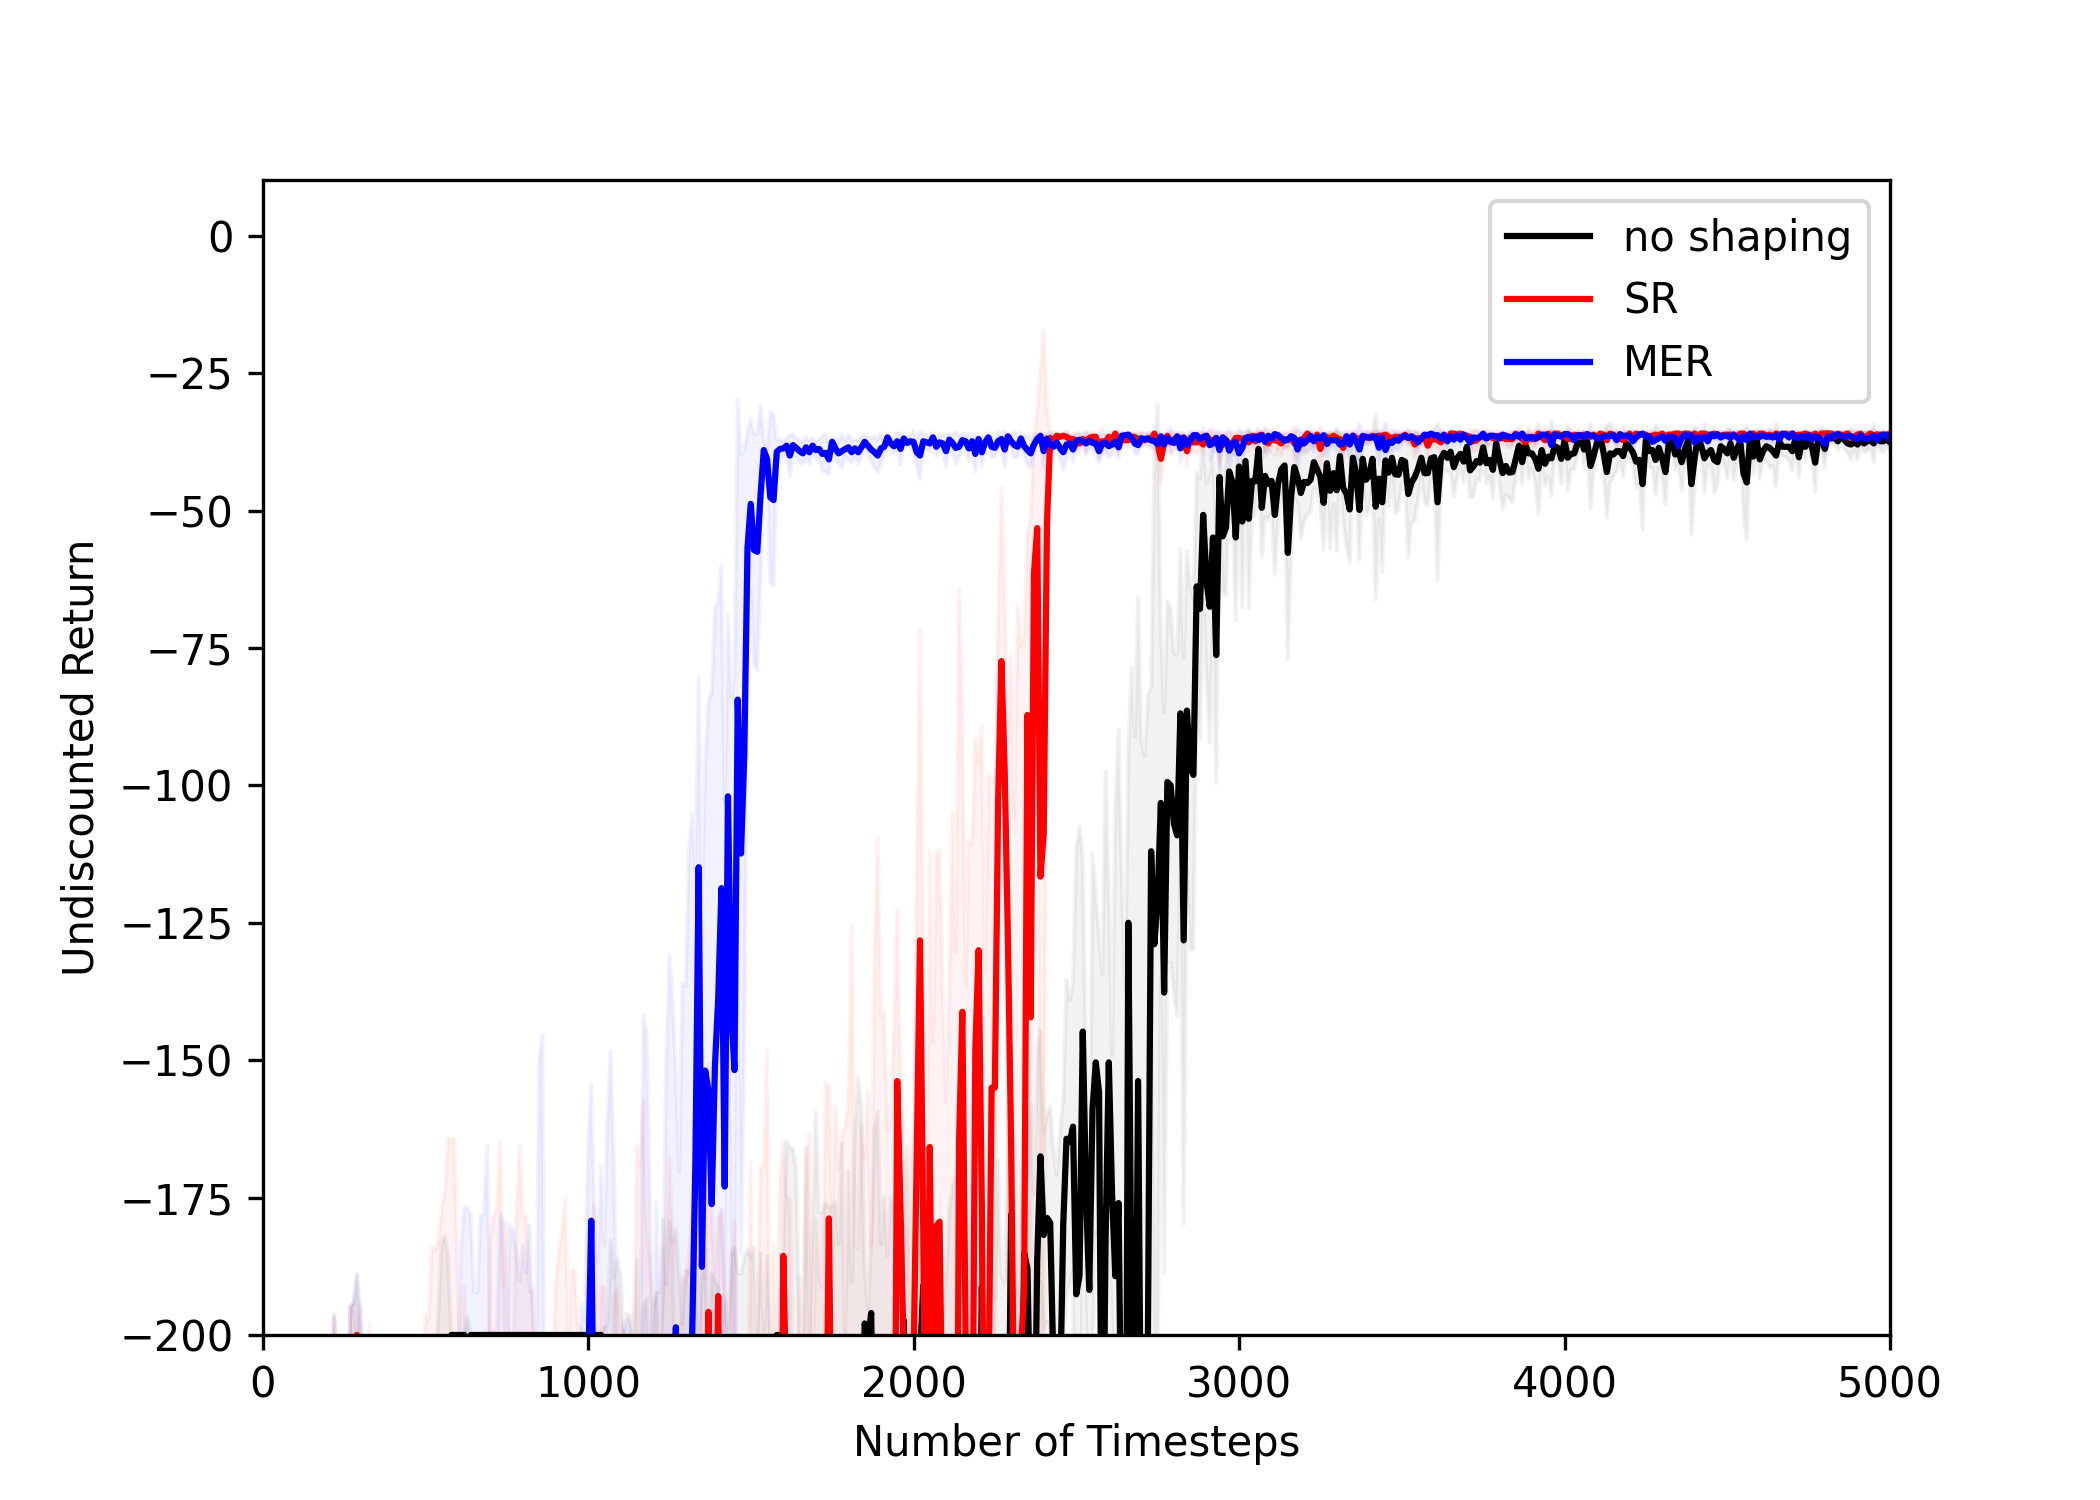 no shaping
SR
MER
0
−25
−50
−75
−100
−125
−150
−175
−200
Undiscounted Return
0 1000 2000 3000 4000 5000
Number of Timesteps